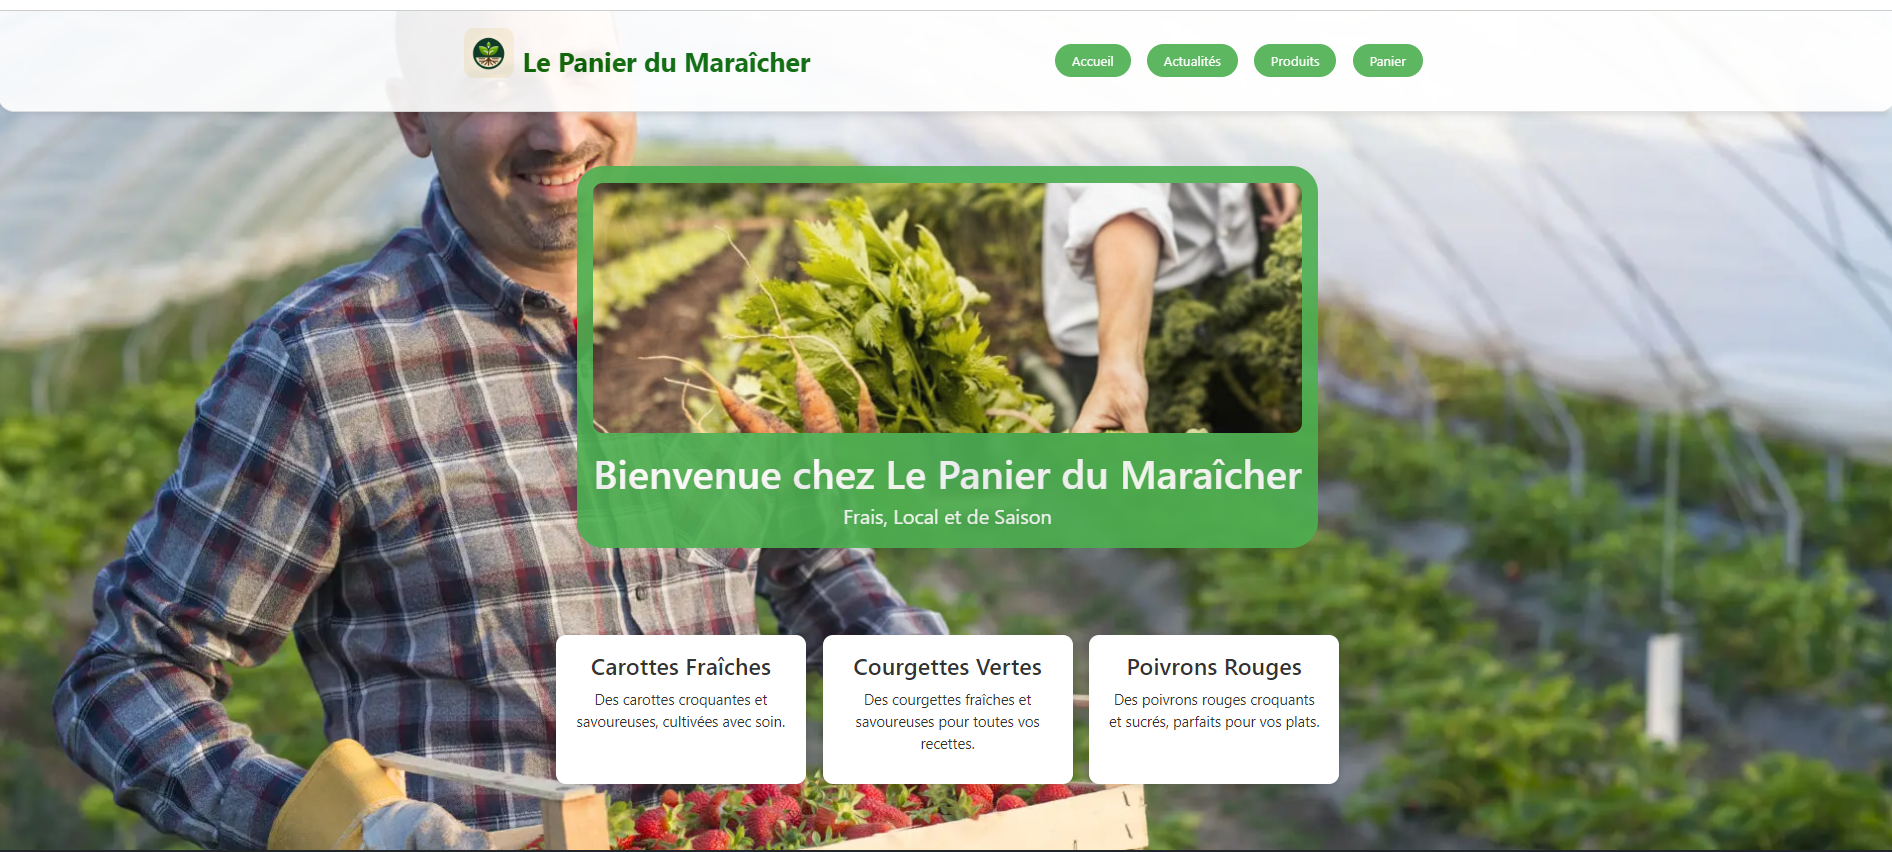 Le Panier du Maraîcher
Accueil
Actualités
Produits
Panier
Bienvenue chez Le Panier du Maraîcher
Frais, Local et de Saison
Carottes Fraîches
Des carottes croquantes et
savoureuses, cultivées avec soin.
Courgettes Vertes
Des courgettes fraîches et
savoureuses pour toutes vos
recettes.
Poivrons Rouges
Des poivrons rouges croquants
et sucrés, parfaits pour vos plats.